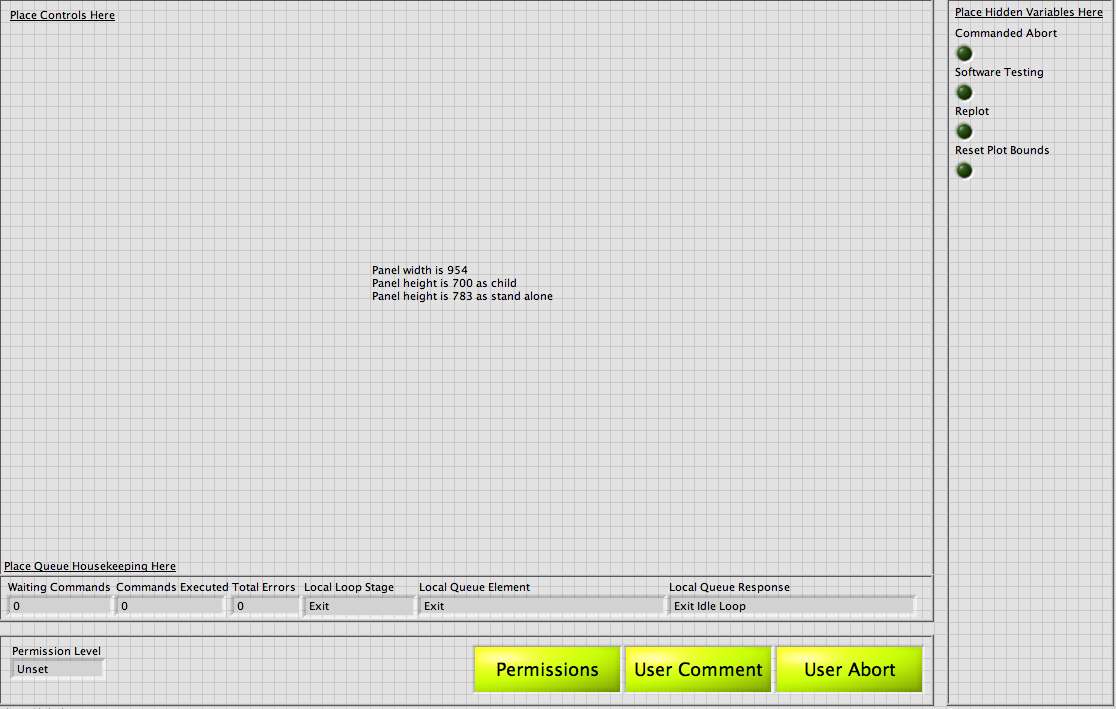 Place Controls Here
Place Hidden Variables Here
Commanded Abort
Software Testing
Replot
Reset Plot Bounds
Panel width is 954
Panel height is 700 as child
Panel height is 783 as stand alone
Place Queue Housekeeping Here
Waiting Commands Commands Executed Total Errors Local Loop Stage Local Queue Element Local Queue Response
0 0 0 Exit Exit Exit Idle Loop
Permission Level
Unset
Permissions User Comment User Abort